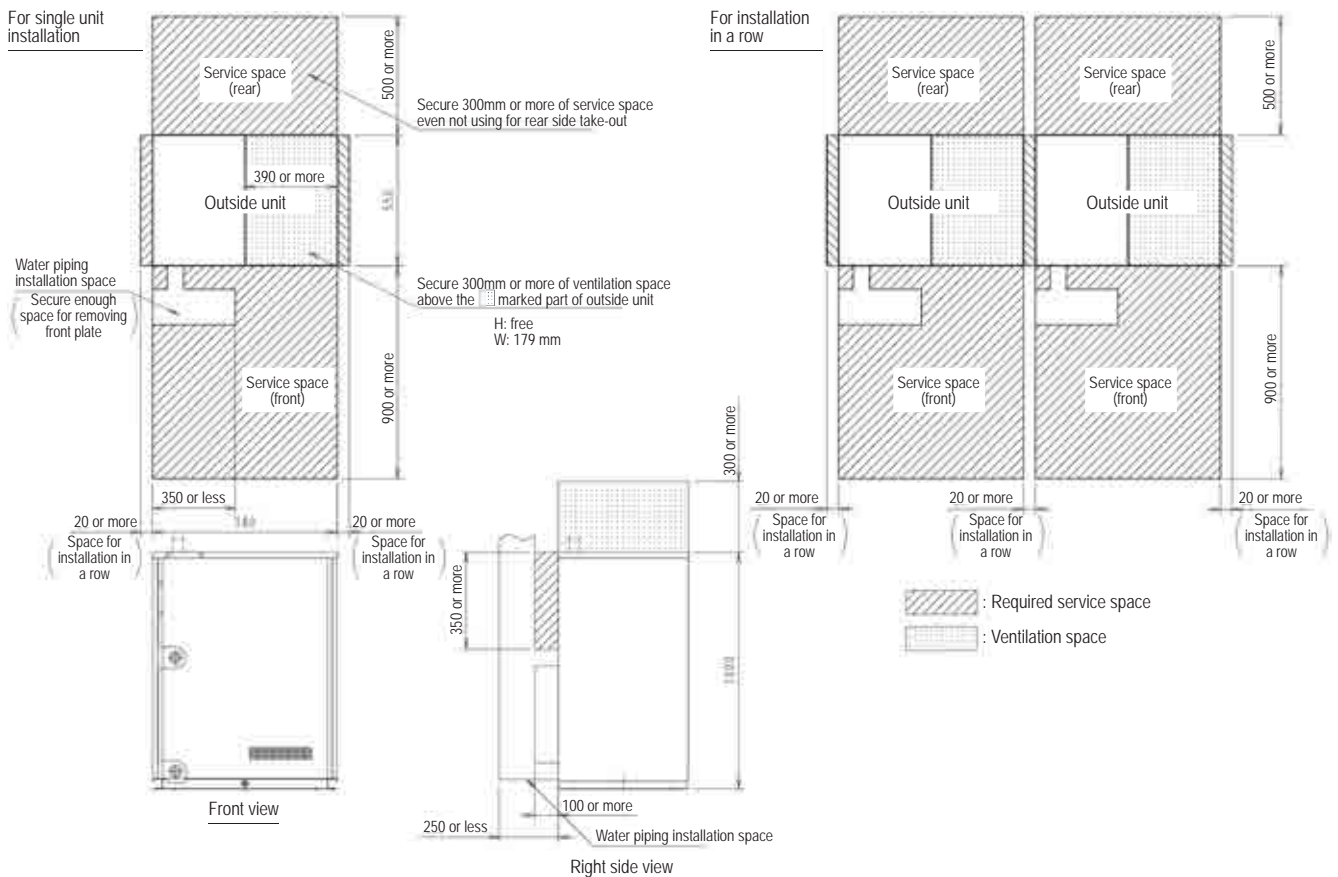 For single unit
installation
Service space
(rear)
500 or more
Secure 300mm or more of service space
even not using for rear side take-out
390 or more
Outside unit
Water piping
installation space
Secure enough
space for removing
front plate
Secure 300mm or more of ventilation space
above the marked part of outside unit
H: free
W: 179 mm
Service space
(front)
900 or more
350 or less
20 or more
Space for
installation in
a row
20 or more
Space for
installation in
a row
Front view
300 or more
350 or more
100 or more
250 or less
Water piping installation space
Right side view
For installation
in a row
Service space
(rear)
Service space
(rear)
500 or more
Outside unit
Outside unit
Service space
(front)
Service space
(front)
900 or more
20 or more
Space for
installation in
a row
20 or more
Space for
installation in
a row
20 or more
Space for
installation in
a row
: Required service space
: Ventilation space